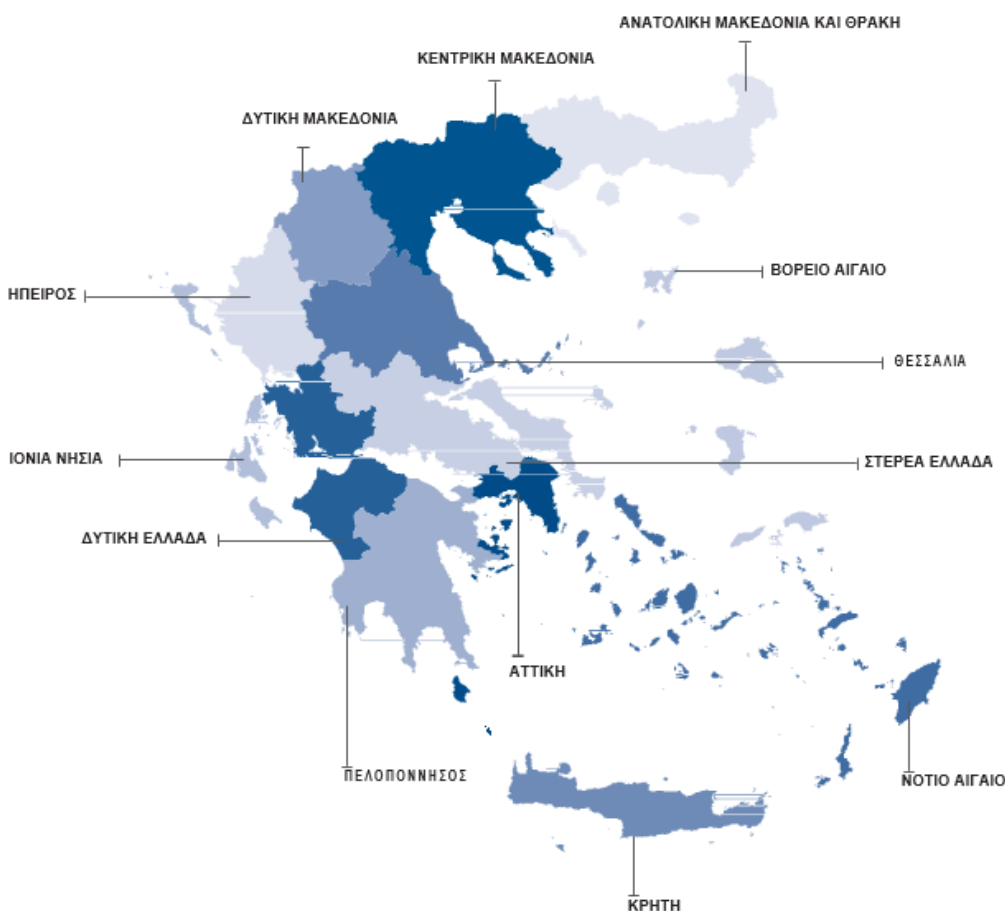 ΑΝΑΤΟΛΙΚΗ ΜΑΚΕΔΟΝΙΑ ΚΑΙ ΘΡΑΚΗ
ΚΕΝΤΡΙΚΗ ΜΑΚΕΔΟΝΙΑ
ΔΥΤΙΚΗ ΜΑΚΕΔΟΝΙΑ
ΒΟΡΕΙΟ ΑΙΓΑΙΟ
ΗΠΕΙΡΟΣ
ΘΕΣΣΑΛΙΑ
ΙΟΝΙΑ ΝΗΣΙΑ
ΣΤΕΡΕΑ ΕΛΛΑΔΑ
ΔΥΤΙΚΗ ΕΛΛΑΔΑ
ΑΤΤΙΚΗ
ΠΕΛΟΠΟΝΝΗΣΟΣ
ΝΟΤΙΟ ΑΙΓΑΙΟ
ΚΡΗΤΗ